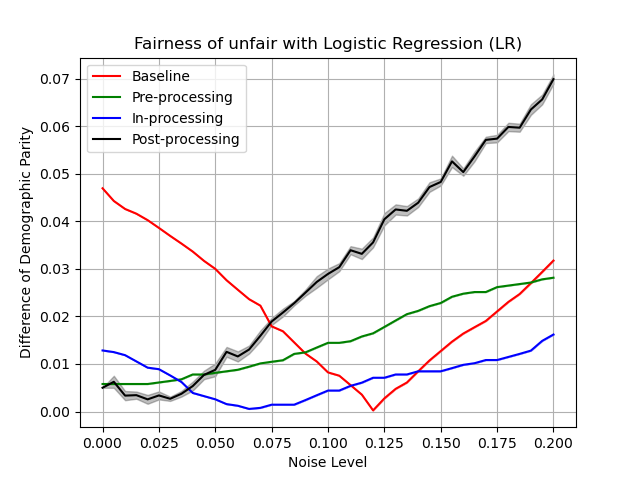 Fairness of unfair with Logistic Regression (LR)
Baseline
Pre-processing
In-processing
Post-processing
Difference of Demographic Parity
0.07
0.06
0.05
0.04
0.03
0.02
0.01
0.00
0.000 0.025 0.050 0.075 0.100 0.125 0.150 0.175 0.200
Noise Level